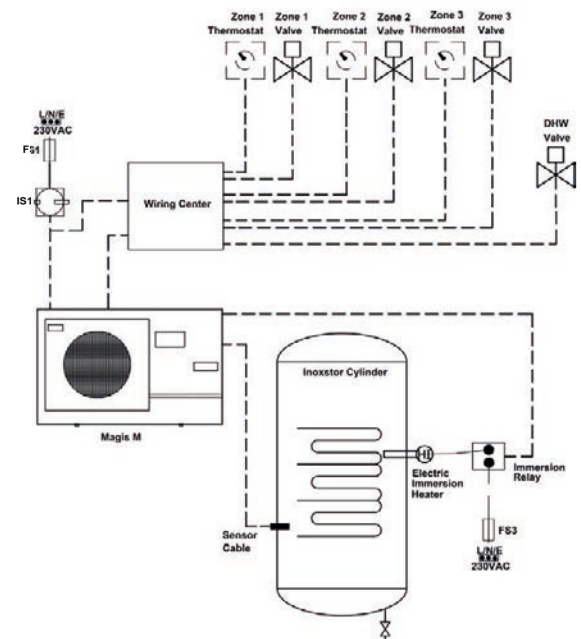 Zone 1 Zone 1 Zone 2 Zone 2 Zone 3 Zone 3
Thermostat Valve Thermostat Valve Thermostat Valve
L/N/E
230VAC
FS1
IS1
Wiring Center
DHW
Valve
Magis M
Inoxstor Cylinder
Electric
Immersion
Heater
Immersion
Relay
Sensor
Cable
FS3
L/N/E
230VAC